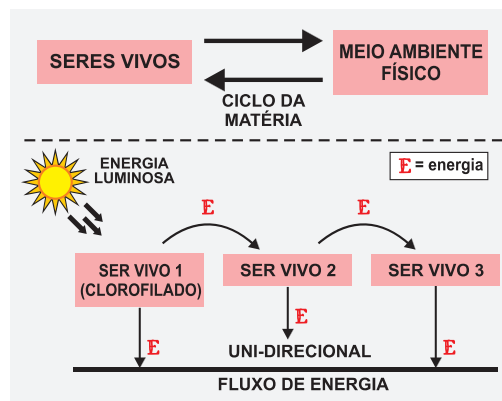 SERES VIVOS
MEIO AMBIENTE
FÍSICO
CICLO DA
MATÉRIA
ENERGIA
LUMINOSA
E = energia
E
E
SER VIVO 1
(CLOROFILADO)
SER VIVO 2
SER VIVO 3
E
E
E
UNI-DIRECIONAL
FLUXO DE ENERGIA